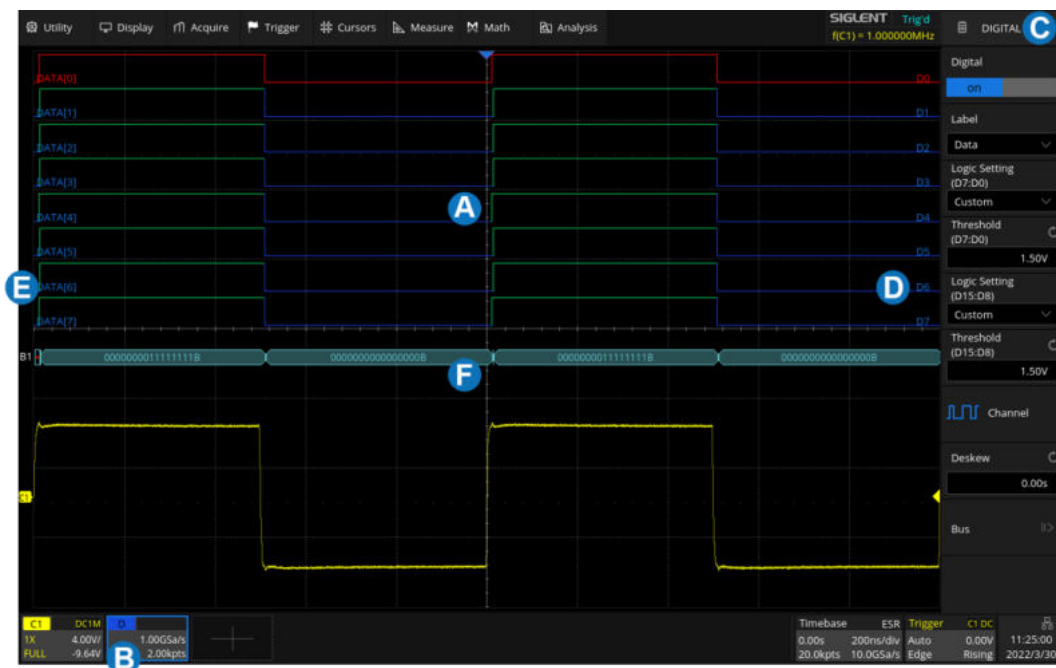 Utility Display Acquire Trigger Cursors Measure Math Analysis
SIGLENT Trig'd
f(C1) = 1.000000MHz
DIGITAL C
Digital
on
Label
Data
Logic Setting
(D7:D0)
Custom
Threshold
(D7:D0)
1.50V
Logic Setting
(D15:D8)
Custom
Threshold
(D15:D8)
1.50V
Channel
Deskew
0.00s
Bus
DATA[0] D0
DATA[1] D1
DATA[2] D2
DATA[3] D3
A
DATA[4] D4
DATA[5] D5
E DATA[6] D D6
DATA[7] D7
B1 0000000011111111B 0000000000000000B 0000000011111111B 0000000000000000B
F
C1
C1 DC1M
1X 4.00V/
FULL -9.64V
D
1.00GSa/s
2.00kpts
B
Timebase ESR
0.00s 200ns/div
20.0kpts 10.0GSa/s
Trigger C1 DC
Auto 0.00V
Edge Rising
11:25:00
2022/3/30